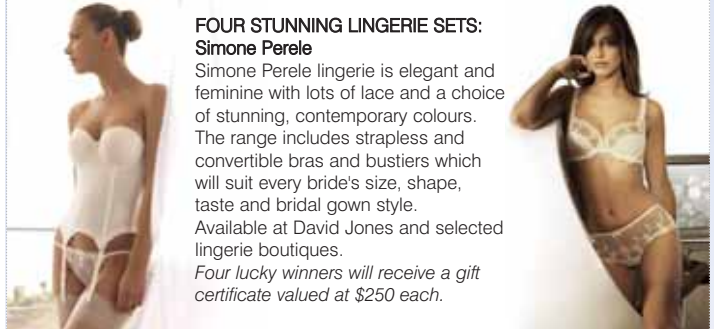 FOUR STUNNING LINGERIE SETS:
Simone Perele
Simone Perele lingerie is elegant and
feminine with lots of lace and a choice
of stunning, contemporary colours.
The range includes strapless and
convertible bras and bustiers which
will suit every bride's size, shape,
taste and bridal gown style.
Available at David Jones and selected
lingerie boutiques.
Four lucky winners will receive a gift
certificate valued at $250 each.